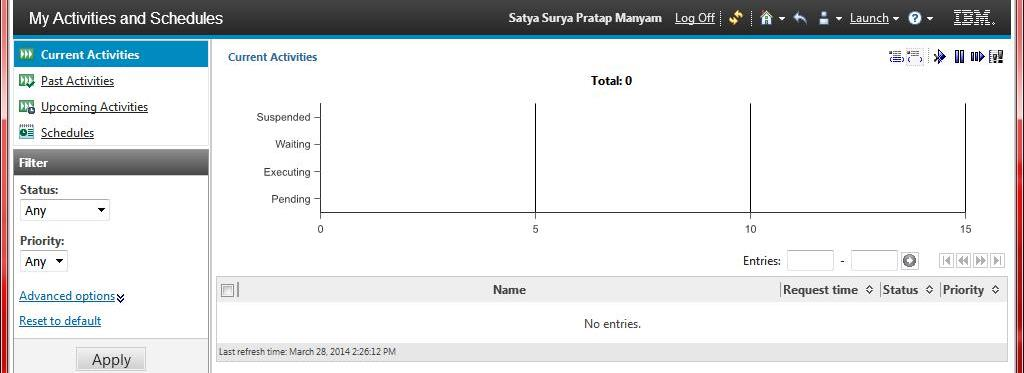 My Activities and Schedules
Satya Surya Pratap Manyam Log Off Launch IBM.
Current Activities
Past Activities
Upcoming Activities
Schedules
Filter
Status:
Any
Priority:
Any
Advanced options
Reset to default
Apply
Current Activities
Total: 0
Suspended
Waiting
Executing
Pending
0 5 10 15
Entries: -
Name Request time Status Priority
No entries.
Last refresh time: March 28, 2014 2:26:12 PM